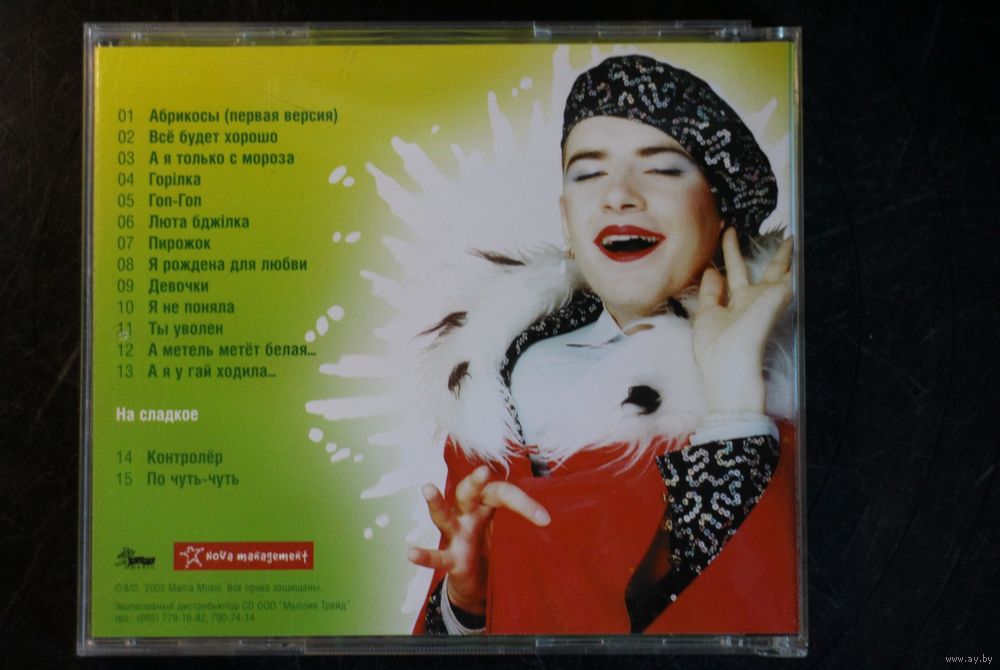 01 Абрикосы (первая версия)
02 Всё будет хорошо
03 А я только с мороза
04 Горілка
05 Гоп-Гоп
06 Люта бджілка
07 Пирожок
08 Я рождена для любви
09 Девочки
10 Я не поняла
11 Ты уволен
12 А метель метёт белая...
13 А я у гай ходила...
На сладкое
14 Контролёр
15 По чуть-чуть
nova management
℗&© 2003 Mama Music. Все права защищены.
Эксклюзивный дистрибьютор CD ООО "Мьюзик Трейд"
тел.: (095) 779-16-82, 700-74-14
www.ay.by